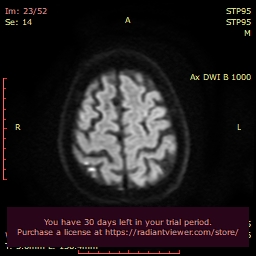 Im: 23/52
Se: 14
A
STP95
STP95
M
Ax DWI B 1000
R
L
You have 30 days left in your trial period.
Purchase a license at https://radiantviewer.com/store/